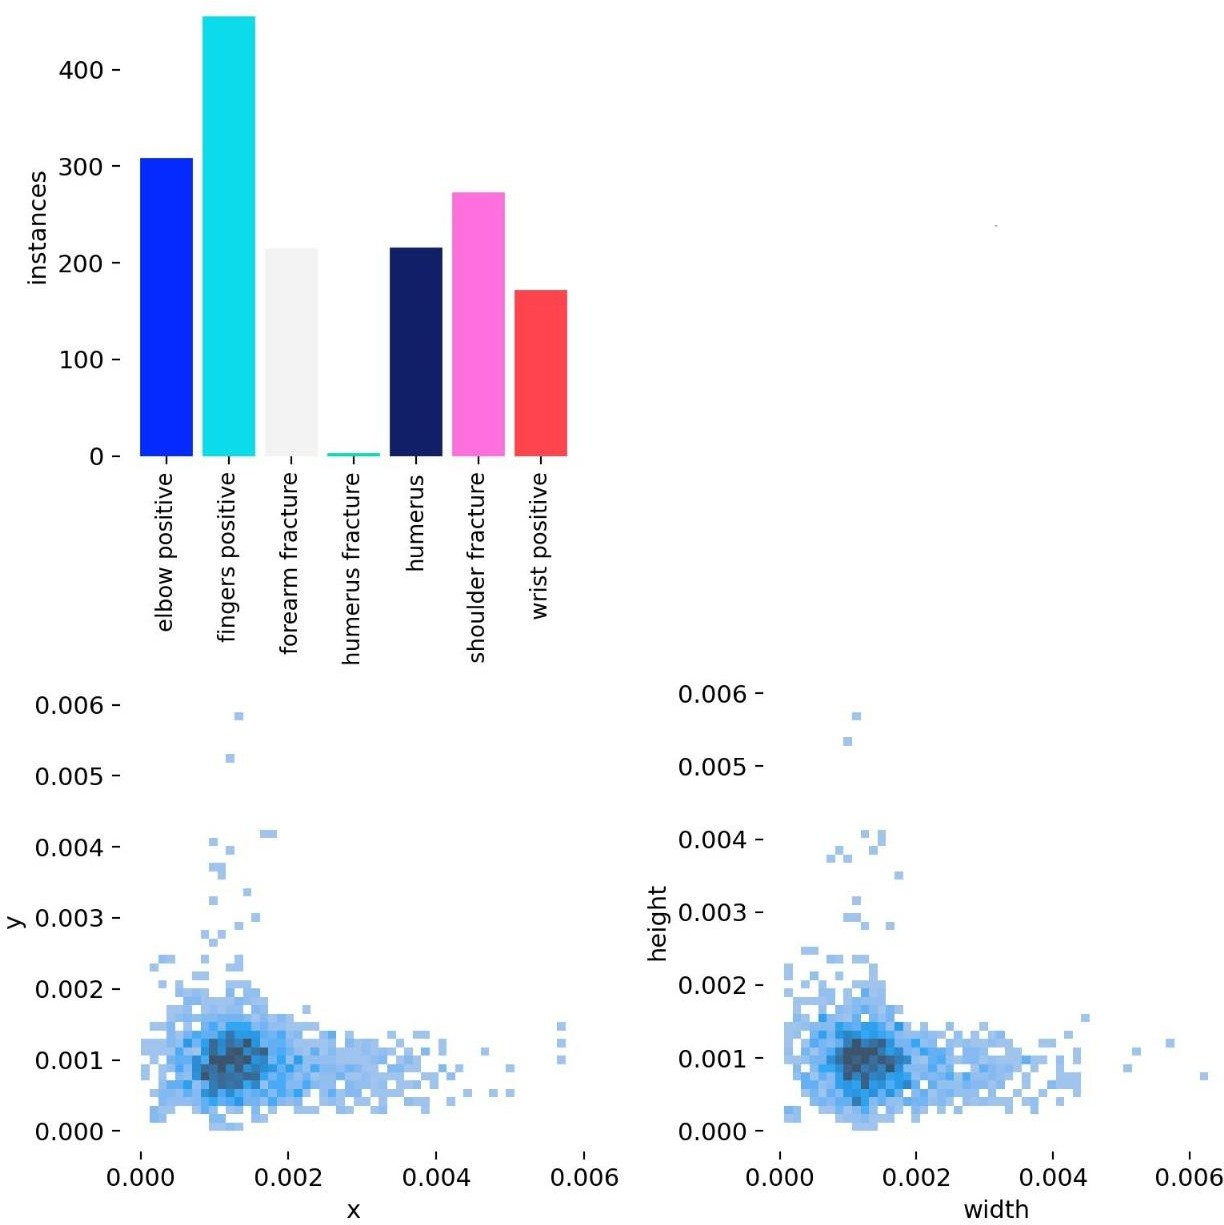 400
300
200
100
0
instances
elbow positive
fingers positive
forearm fracture
humerus fracture
humerus
shoulder fracture
wrist positive
0.006
0.005
0.004
0.003
0.002
0.001
0.000
y
0.000 0.002 0.004 0.006
x
0.006
0.005
0.004
0.003
0.002
0.001
0.000
height
0.000 0.002 0.004 0.006
width